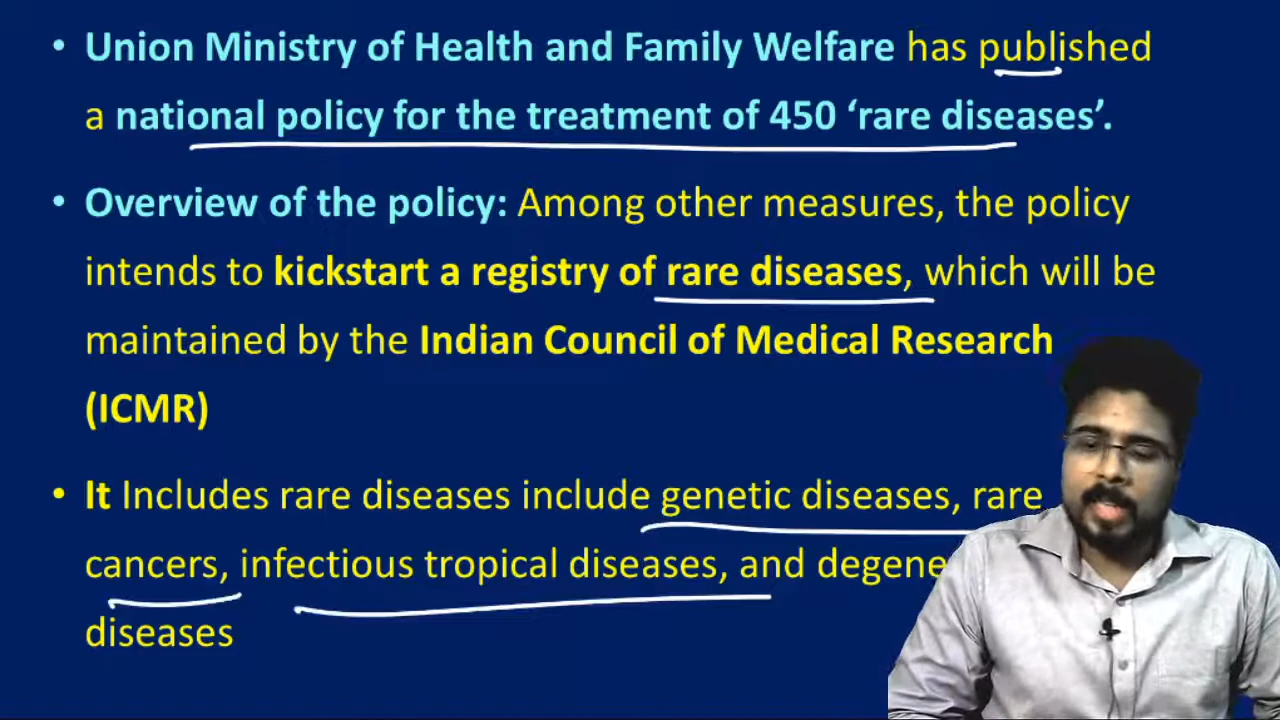 • Union Ministry of Health and Family Welfare has published
a national policy for the treatment of 450 ‘rare diseases’.
• Overview of the policy: Among other measures, the policy
intends to kickstart a registry of rare diseases, which will be
maintained by the Indian Council of Medical Research
(ICMR)
• It Includes rare diseases include genetic diseases, rare
cancers, infectious tropical diseases, and
diseases